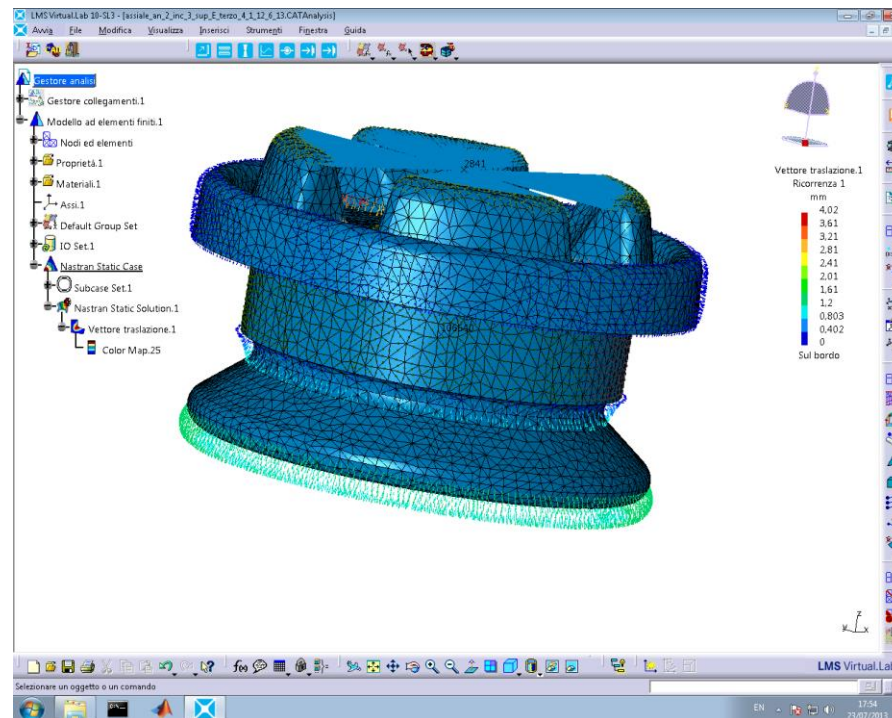 LMS Virtual.Lab 10-SL3 - [assiale_an_2_inc_3_sup_E_terzo_4_1_12_6_13.CATAnalysis]
Avvia File Modifica Visualizza Inserisci Strumenti Finestra Guida
Gestore analisi
Gestore collegamenti.1
Modello ad elementi finiti.1
Nodi ed elementi
Proprietà.1
Materiali.1
Assi.1
Default Group Set
IO Set.1
Nastran Static Case
Subcase Set.1
Nastran Static Solution.1
Vettore traslazione.1
Color Map.25
2841
Vettore traslazione.1
Ricorrenza 1
mm
4,02
3,61
3,21
2,81
2,41
2,01
1,61
1,2
0,803
0,402
0
Sul bordo
z
x
f(x)
LMS Virtual.Lab
Selezionare un oggetto o un comando
EN
17:54
23/07/2013